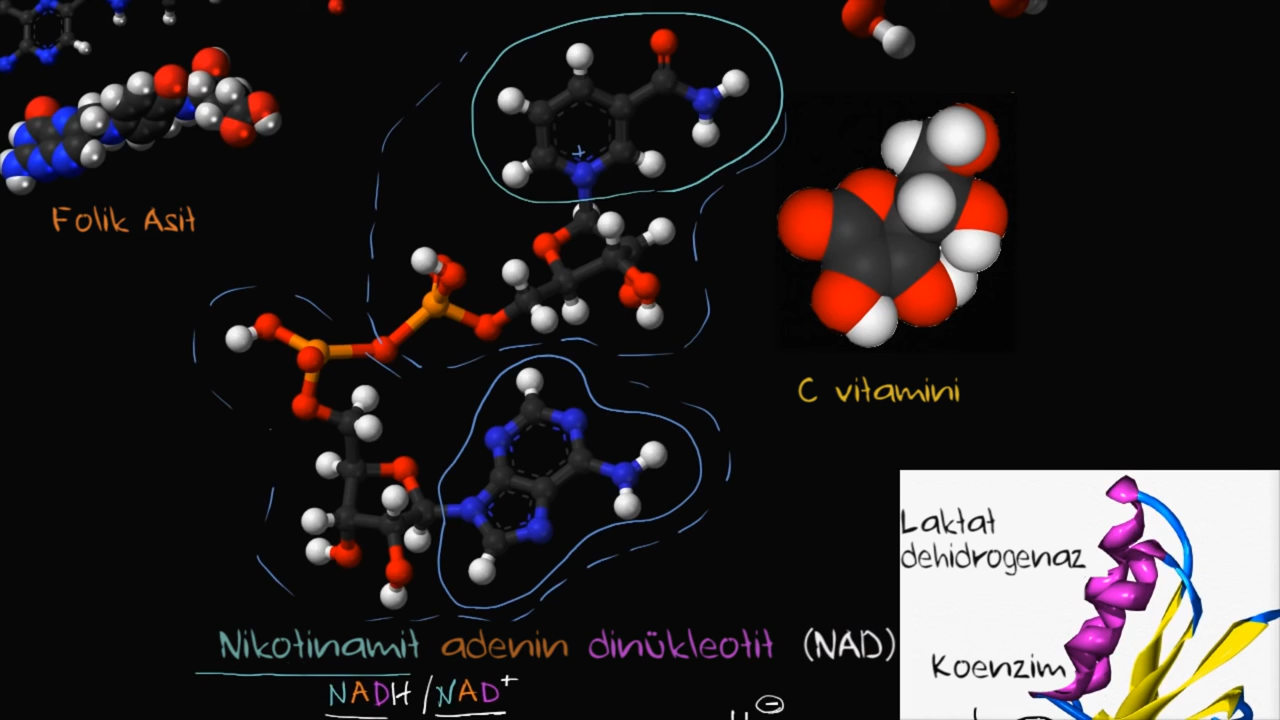 Folik Asit
+
C vitamini
Laktat
dehidrogenaz
Koenzim
Nikotinamit adenin dinükleotit (NAD)
NADH / NAD+